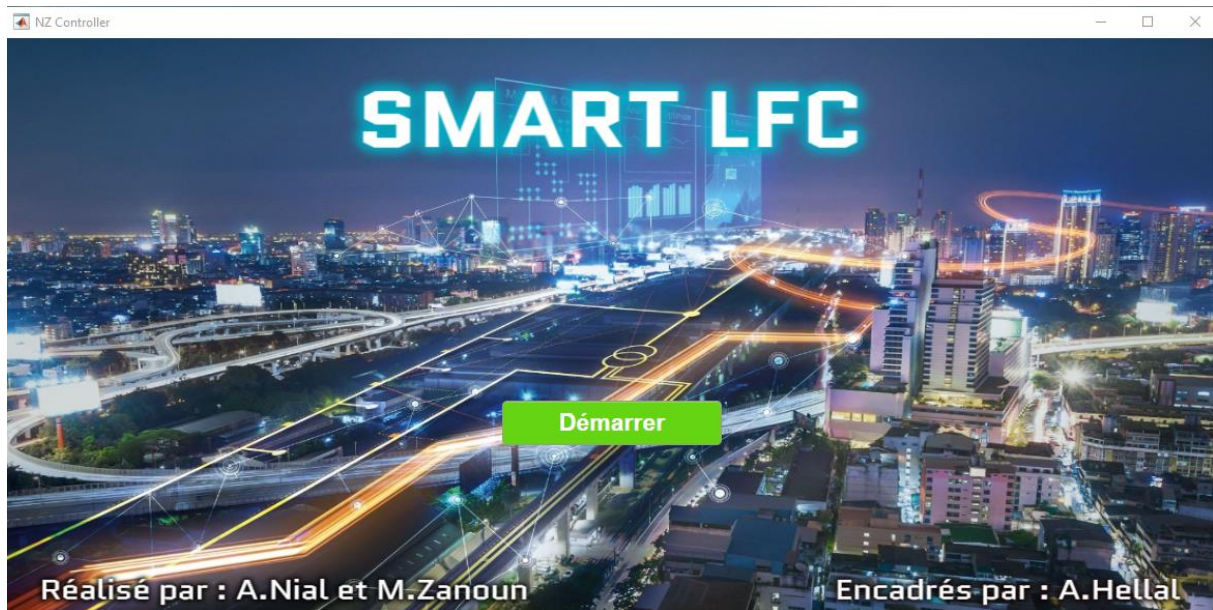 NZ Controller
SMART LFC
Démarrer
Réalisé par : A.Nial et M.Zanoun
Encadrés par : A.Hellal